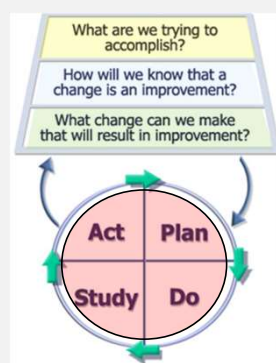 What are we trying to
accomplish?
How will we know that a
change is an improvement?
What change can we make
that will result in improvement?
Act Plan
Study Do